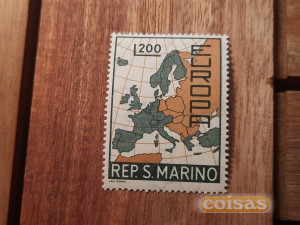 L.200
EUROPA
REP. S. MARINO
coisas